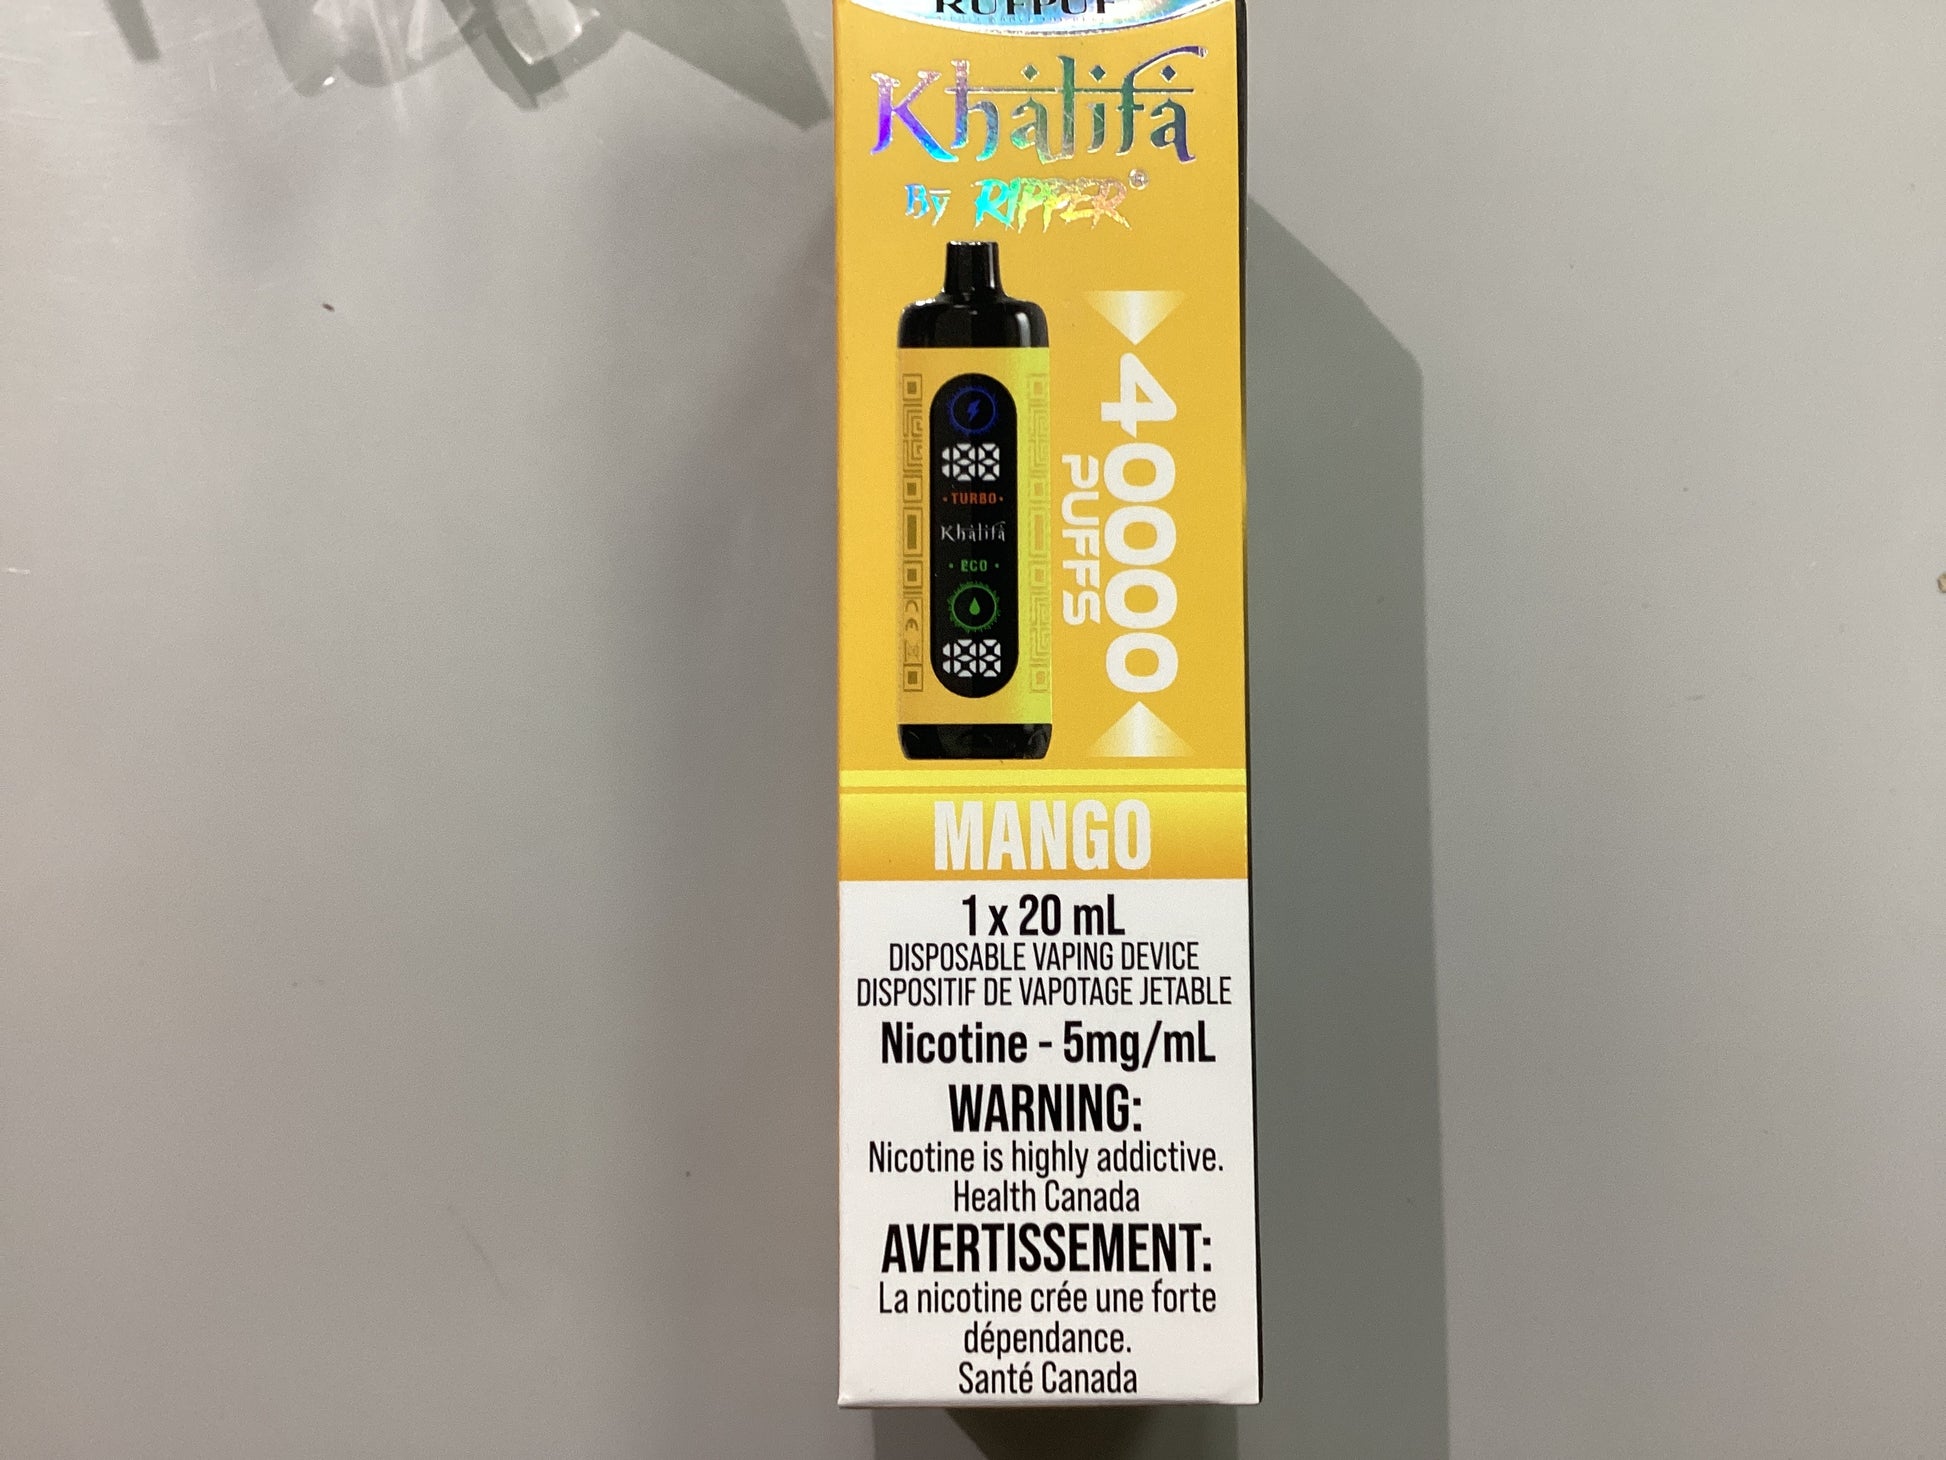 RUFPUF
Khalifa
By RIPPER®
40000
PUFFS
TURBO
Khalifa
ECO
CE
MANGO
1 x 20 mL
DISPOSABLE VAPING DEVICE
DISPOSITIF DE VAPOTAGE JETABLE
Nicotine - 5mg/mL
WARNING:
Nicotine is highly addictive.
Health Canada
AVERTISSEMENT:
La nicotine crée une forte
dépendance.
Santé Canada